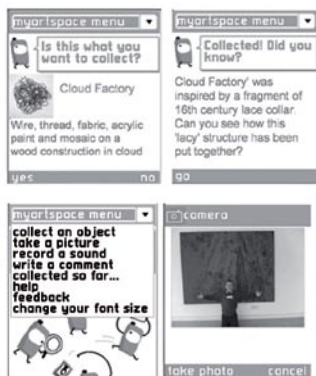 myartspace menu
Is this what you
want to collect?
Cloud Factory
Wire, thread, fabric, acrylic
paint and mosaic on a
wood construction in cloud
yes no
myartspace menu
Collected! Did you
know?
Cloud Factory' was
inspired by a fragment of
16th century lace collar.
Can you see how this
'lacy' structure has been
put together?
go
myartspace menu
collect an object
take a picture
record a sound
write a comment
collected so far...
help
feedback
change your font size
camera
take photo cancel